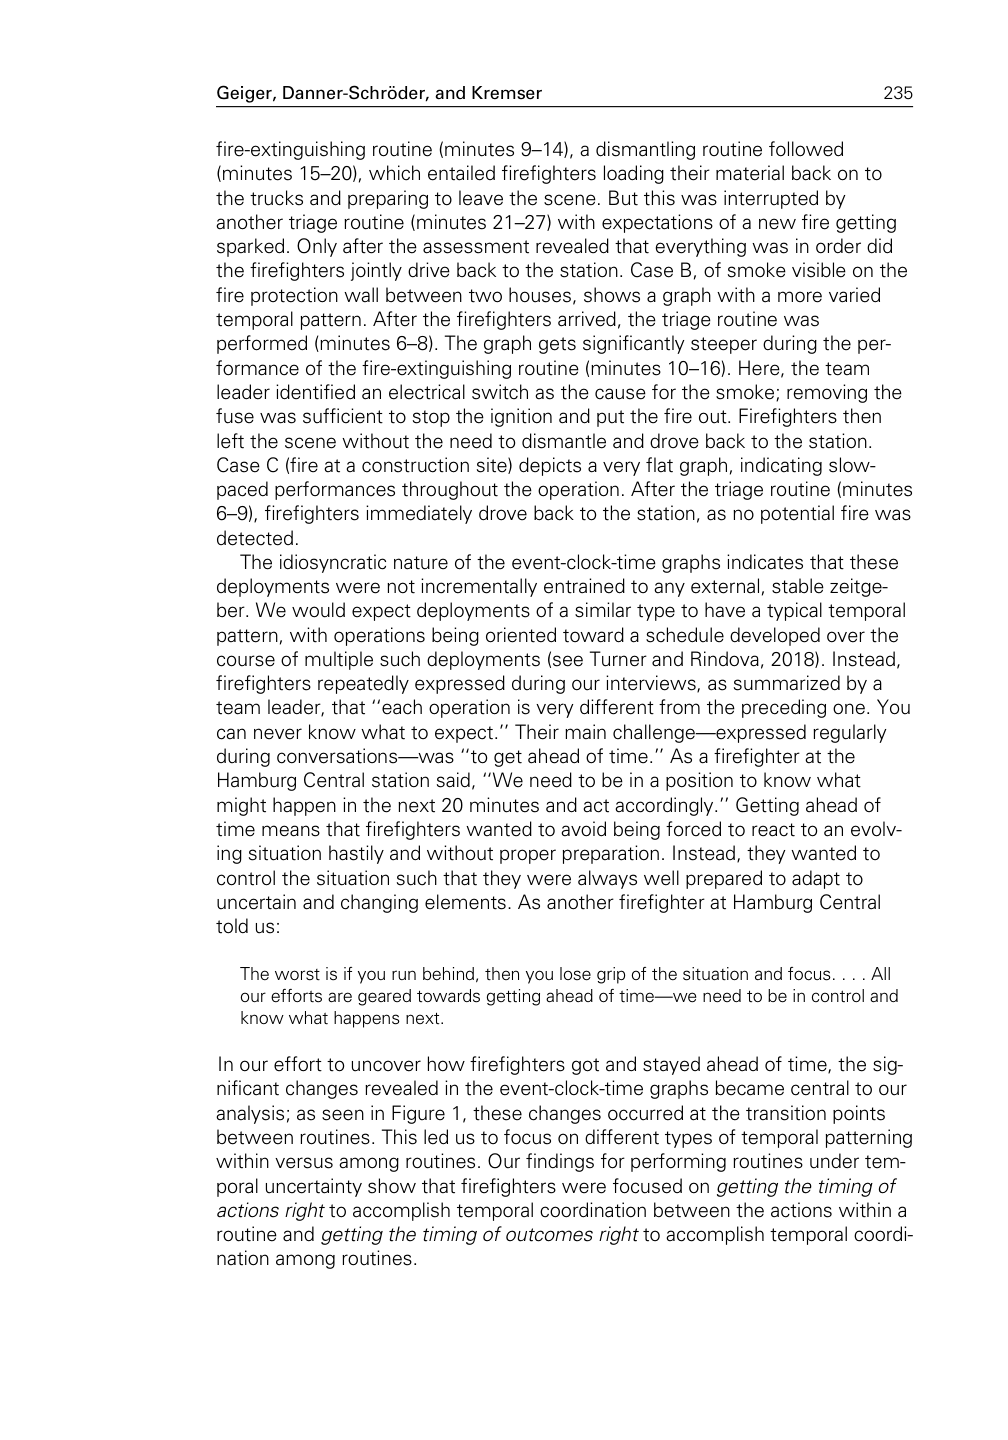 Geiger, Danner-Schröder, and Kremser 235
fire-extinguishing routine (minutes 9–14), a dismantling routine followed
(minutes 15–20), which entailed firefighters loading their material back on to
the trucks and preparing to leave the scene. But this was interrupted by
another triage routine (minutes 21–27) with expectations of a new fire getting
sparked. Only after the assessment revealed that everything was in order did
the firefighters jointly drive back to the station. Case B, of smoke visible on the
fire protection wall between two houses, shows a graph with a more varied
temporal pattern. After the firefighters arrived, the triage routine was
performed (minutes 6–8). The graph gets significantly steeper during the per-
formance of the fire-extinguishing routine (minutes 10–16). Here, the team
leader identified an electrical switch as the cause for the smoke; removing the
fuse was sufficient to stop the ignition and put the fire out. Firefighters then
left the scene without the need to dismantle and drove back to the station.
Case C (fire at a construction site) depicts a very flat graph, indicating slow-
paced performances throughout the operation. After the triage routine (minutes
6–9), firefighters immediately drove back to the station, as no potential fire was
detected.
The idiosyncratic nature of the event-clock-time graphs indicates that these
deployments were not incrementally entrained to any external, stable zeitge-
ber. We would expect deployments of a similar type to have a typical temporal
pattern, with operations being oriented toward a schedule developed over the
course of multiple such deployments (see Turner and Rindova, 2018). Instead,
firefighters repeatedly expressed during our interviews, as summarized by a
team leader, that ''each operation is very different from the preceding one. You
can never know what to expect.'' Their main challenge—expressed regularly
during conversations—was ''to get ahead of time.'' As a firefighter at the
Hamburg Central station said, ''We need to be in a position to know what
might happen in the next 20 minutes and act accordingly.'' Getting ahead of
time means that firefighters wanted to avoid being forced to react to an evolv-
ing situation hastily and without proper preparation. Instead, they wanted to
control the situation such that they were always well prepared to adapt to
uncertain and changing elements. As another firefighter at Hamburg Central
told us:
The worst is if you run behind, then you lose grip of the situation and focus. . . . All
our efforts are geared towards getting ahead of time—we need to be in control and
know what happens next.
In our effort to uncover how firefighters got and stayed ahead of time, the sig-
nificant changes revealed in the event-clock-time graphs became central to our
analysis; as seen in Figure 1, these changes occurred at the transition points
between routines. This led us to focus on different types of temporal patterning
within versus among routines. Our findings for performing routines under tem-
poral uncertainty show that firefighters were focused on getting the timing of
actions right to accomplish temporal coordination between the actions within a
routine and getting the timing of outcomes right to accomplish temporal coordi-
nation among routines.